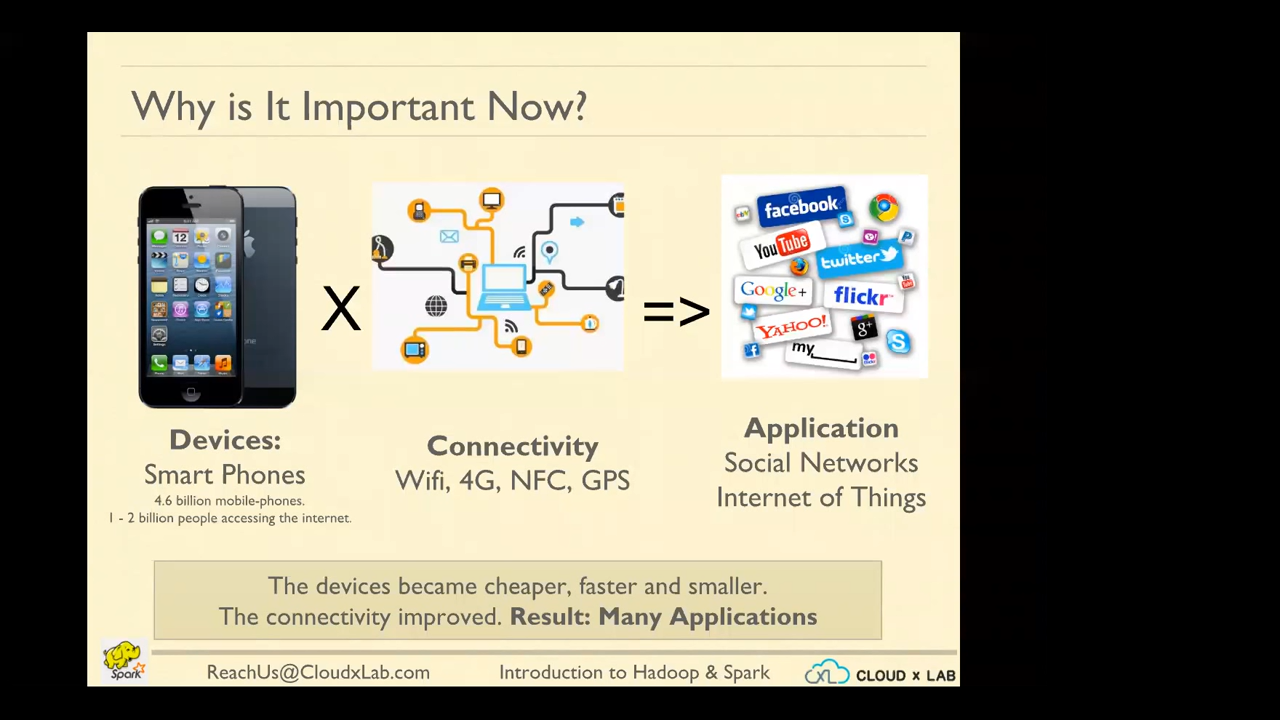 Why is It Important Now?
X
=>
facebook
YouTube
twitter
Google+
flickr
YAHOO!
g+
my
Devices:
Smart Phones
4.6 billion mobile-phones.
1 - 2 billion people accessing the internet.
Connectivity
Wifi, 4G, NFC, GPS
Application
Social Networks
Internet of Things
The devices became cheaper, faster and smaller.
The connectivity improved. Result: Many Applications
Spark
ReachUs@CloudxLab.com
Introduction to Hadoop & Spark
CLOUD x LAB